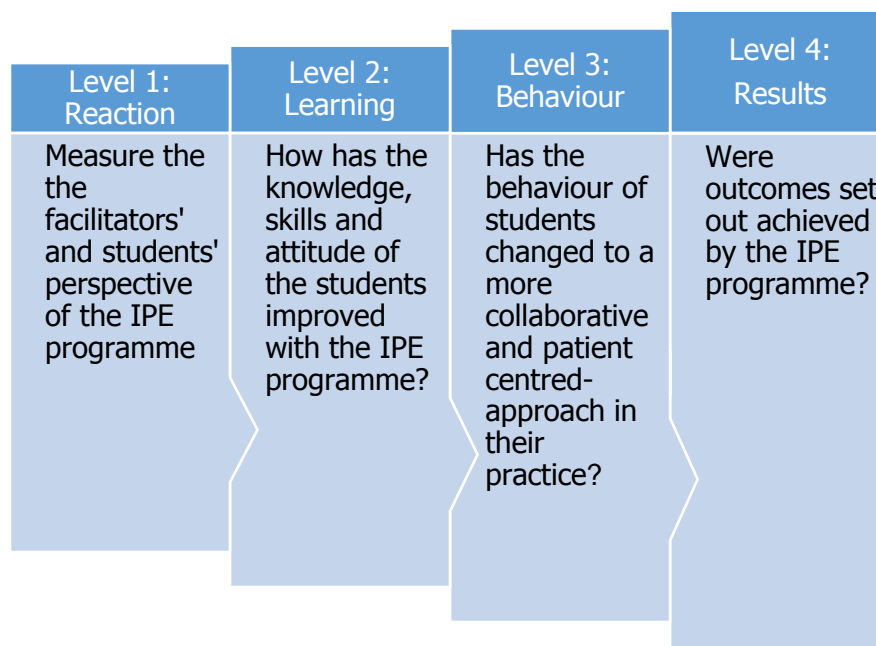 Level 1:
Reaction
Measure the
the
facilitators'
and students'
perspective
of the IPE
programme
Level 2:
Learning
How has the
knowledge,
skills and
attitude of
the students
improved
with the IPE
programme?
Level 3:
Behaviour
Has the
behaviour of
students
changed to a
more
collaborative
and patient
centred-
approach in
their
practice?
Level 4:
Results
Were
outcomes set
out achieved
by the IPE
programme?